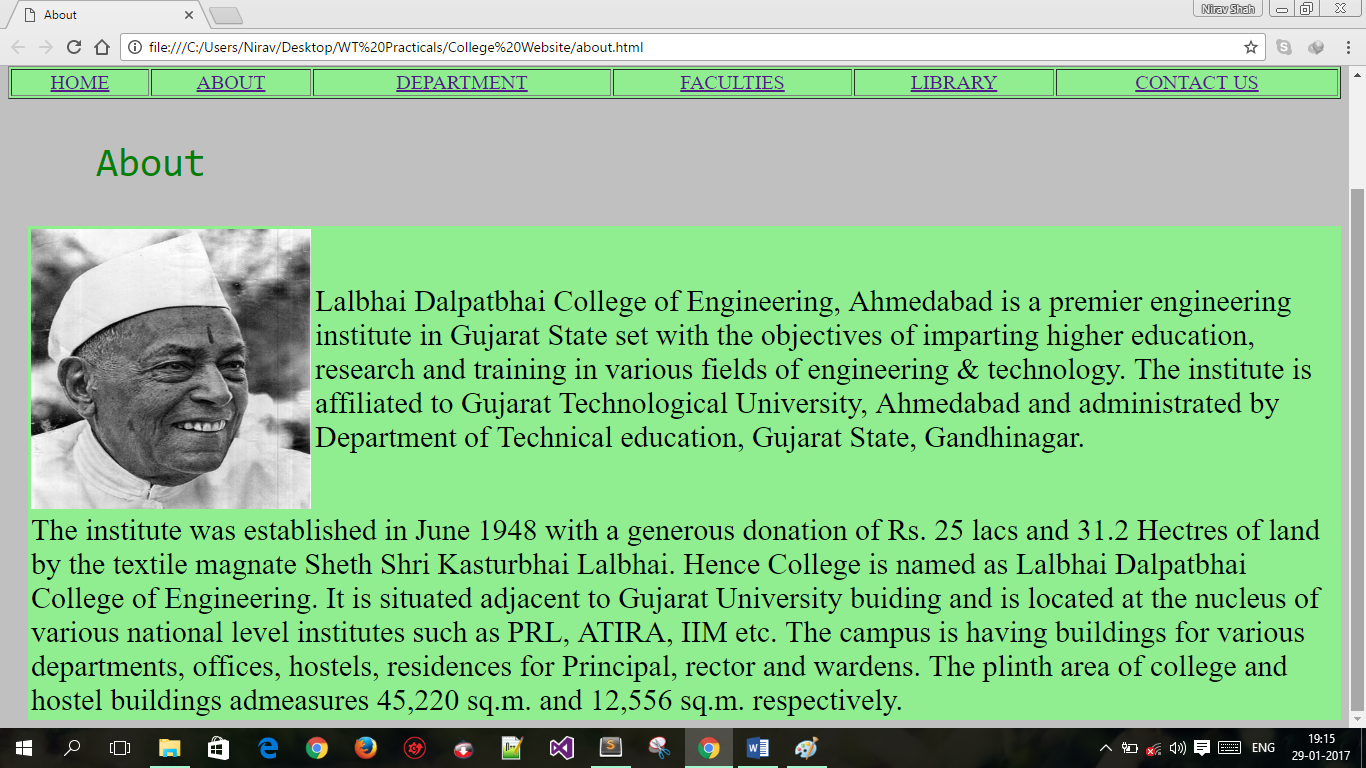 About
Nirav Shah
file:///C:/Users/Nirav/Desktop/WT%20Practicals/College%20Website/about.html
HOME ABOUT DEPARTMENT FACULTIES LIBRARY CONTACT US
About
Lalbhai Dalpatbhai College of Engineering, Ahmedabad is a premier engineering
institute in Gujarat State set with the objectives of imparting higher education,
research and training in various fields of engineering & technology. The institute is
affiliated to Gujarat Technological University, Ahmedabad and administrated by
Department of Technical education, Gujarat State, Gandhinagar.
The institute was established in June 1948 with a generous donation of Rs. 25 lacs and 31.2 Hectres of land
by the textile magnate Sheth Shri Kasturbhai Lalbhai. Hence College is named as Lalbhai Dalpatbhai
College of Engineering. It is situated adjacent to Gujarat University buiding and is located at the nucleus of
various national level institutes such as PRL, ATIRA, IIM etc. The campus is having buildings for various
departments, offices, hostels, residences for Principal, rector and wardens. The plinth area of college and
hostel buildings admeasures 45,220 sq.m. and 12,556 sq.m. respectively.
ENG
19:15
29-01-2017